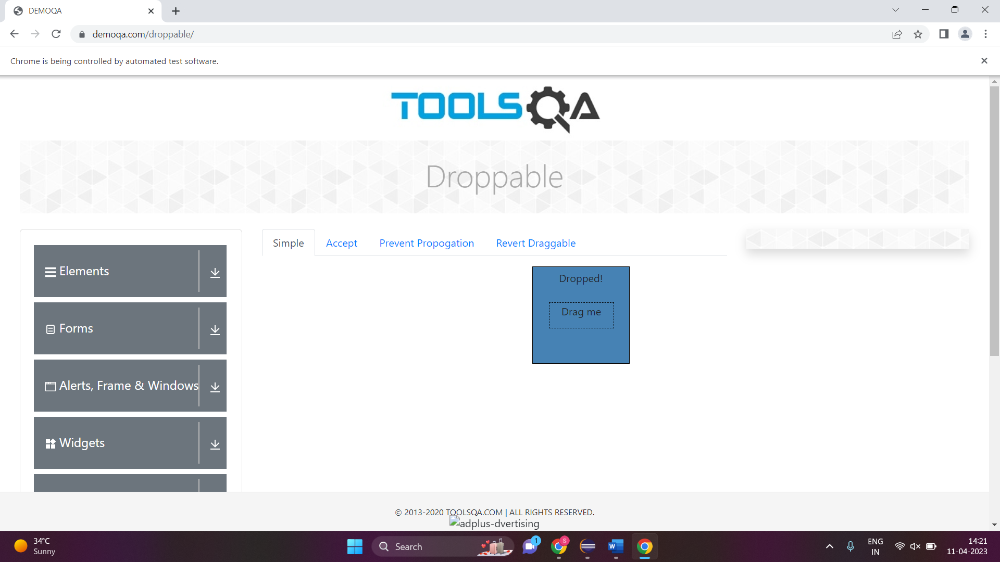 DEMOQA
demoqa.com/droppable/
Chrome is being controlled by automated test software.
TOOLSQA
Droppable
Simple
Accept
Prevent Propogation
Revert Draggable
Elements
Forms
Alerts, Frame & Windows
Widgets
Dropped!
Drag me
© 2013-2020 TOOLSQA.COM | ALL RIGHTS RESERVED.
adplus-dvertising
34°C
Sunny
Search
1
S
W
ENG
IN
14:21
11-04-2023